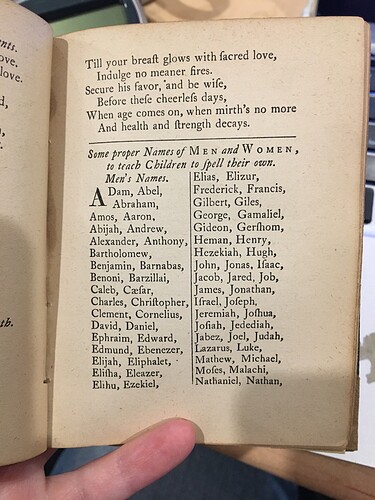 ents.
ove.
love.
d,
th.
Till your breaſt glows with ſacred love,
Indulge no meaner fires.
Secure his favor, and be wiſe,
Before theſe cheerleſs days,
When age comes on, when mirth's no more
And health and ſtrength decays.
Some proper Names of MEN and WOMEN,
to teach Children to ſpell their own.
Men's Names.
ADam, Abel,
Abraham,
Amos, Aaron,
Abijah, Andrew,
Alexander, Anthony,
Bartholomew,
Benjamin, Barnabas,
Benoni, Barzillai,
Caleb, Cæſar,
Charles, Chriſtopher,
Clement, Cornelius,
David, Daniel,
Ephraim, Edward,
Edmund, Ebenezer,
Elijah, Eliphalet,
Eliſha, Eleazer,
Elihu, Ezekiel,
Elias, Elizur,
Frederick, Francis,
Gilbert, Giles,
George, Gamaliel,
Gideon, Gerſhom,
Heman, Henry,
Hezekiah, Hugh,
John, Jonas, Iſaac,
Jacob, Jared, Job,
James, Jonathan,
Iſrael, Joſeph,
Jeremiah, Joſhua,
Joſiah, Jedediah,
Jabez, Joel, Judah,
Lazarus, Luke,
Mathew, Michael,
Moſes, Malachi,
Nathaniel, Nathan,